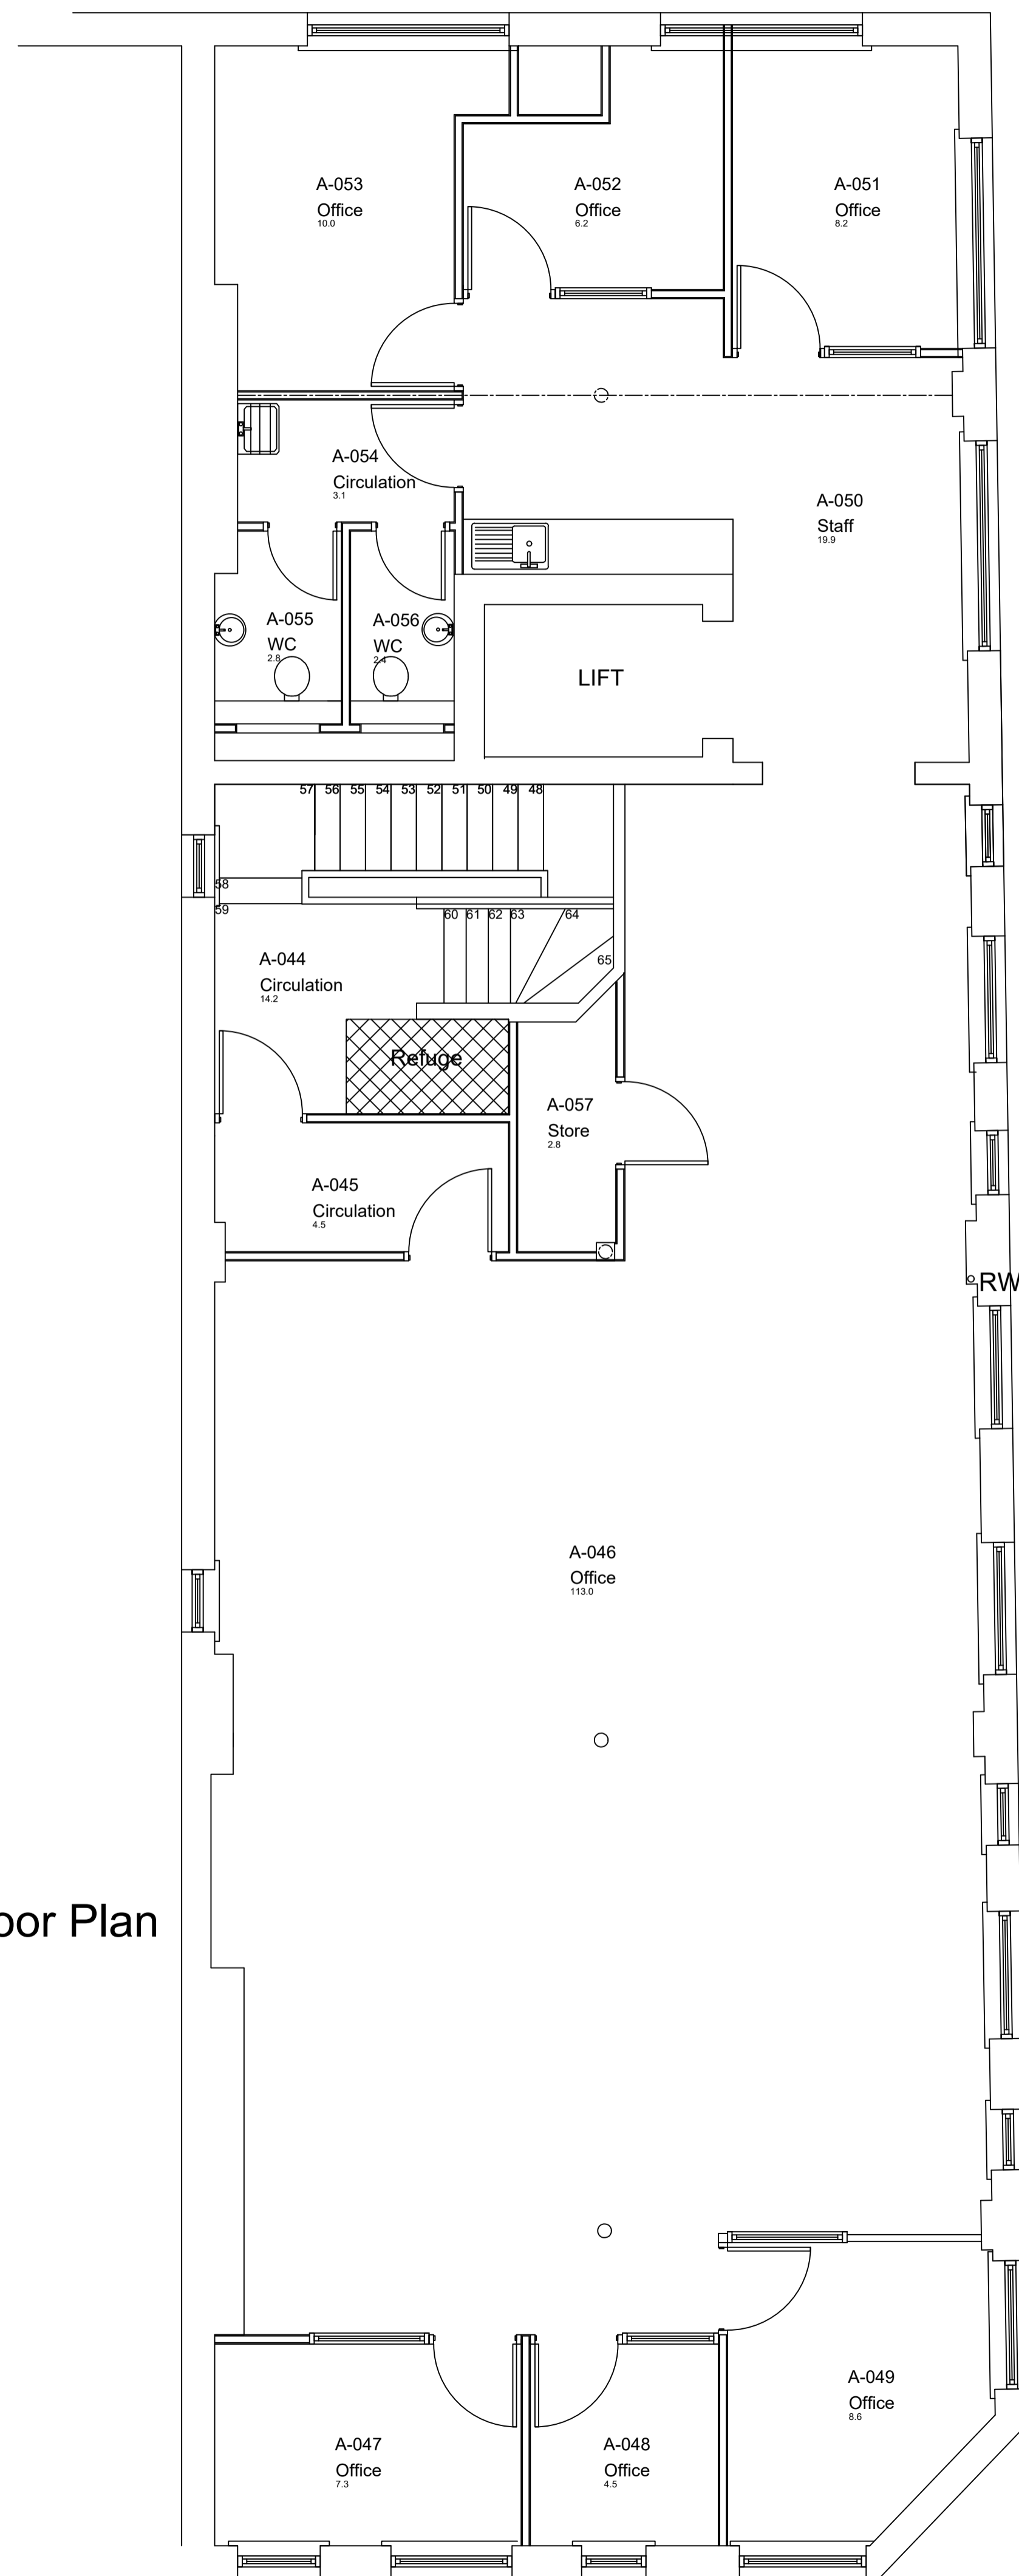 A-053
Office
10.0
A-052
Office
6.2
A-051
Office
8.2
A-054
Circulation
3.1
A-050
Staff
19.9
A-055
WC
2.8
A-056
WC
2.4
LIFT
57 56 55 54 53 52 51 50 49 48
58
59
60 61 62 63 64
65
A-044
Circulation
14.2
Refuge
A-057
Store
2.8
A-045
Circulation
4.5
RW
A-046
Office
113.0
oor Plan
A-049
Office
8.6
A-047
Office
7.3
A-048
Office
4.5